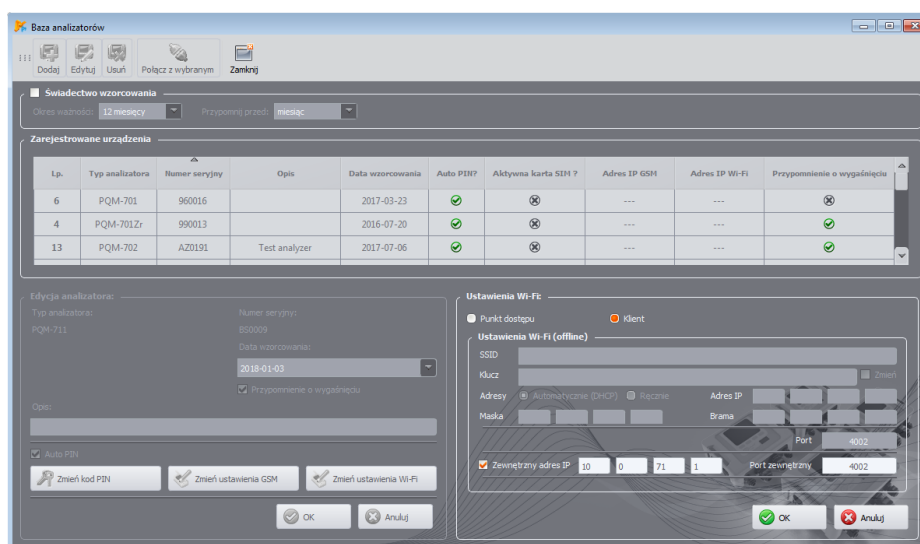 Baza analizatorów
Dodaj Edytuj Usuń Połącz z wybranym Zamknij
Świadectwo wzorcowania
Okres ważności: 12 miesięcy Przypomnij przed: miesiąc
Zarejestrowane urządzenia
Lp. Typ analizatora Numer seryjny Opis Data wzorcowania Auto PIN? Aktywna karta SIM ? Adres IP GSM Adres IP Wi-Fi Przypomnienie o wygaśnięciu
6 PQM-701 960016 2017-03-23 --- ---
4 PQM-701Zr 990013 2016-07-20 --- ---
13 PQM-702 AZ0191 Test analyzer 2017-07-06 --- ---
Edycja analizatora:
Typ analizatora: Numer seryjny:
PQM-711 BS0009
Data wzorcowania:
2018-01-03
Przypomnienie o wygaśnięciu
Opis:
Auto PIN
Zmień kod PIN Zmień ustawienia GSM Zmień ustawienia Wi-Fi
OK Anuluj
Ustawienia Wi-Fi:
Punkt dostępu Klient
Ustawienia Wi-Fi (offline)
SSID
Klucz Zmień
Adresy Automatycznie (DHCP) Ręcznie Adres IP
Maska Brama
Port 4002
Zewnętrzny adres IP 10 0 71 1 Port zewnętrzny 4002
OK Anuluj